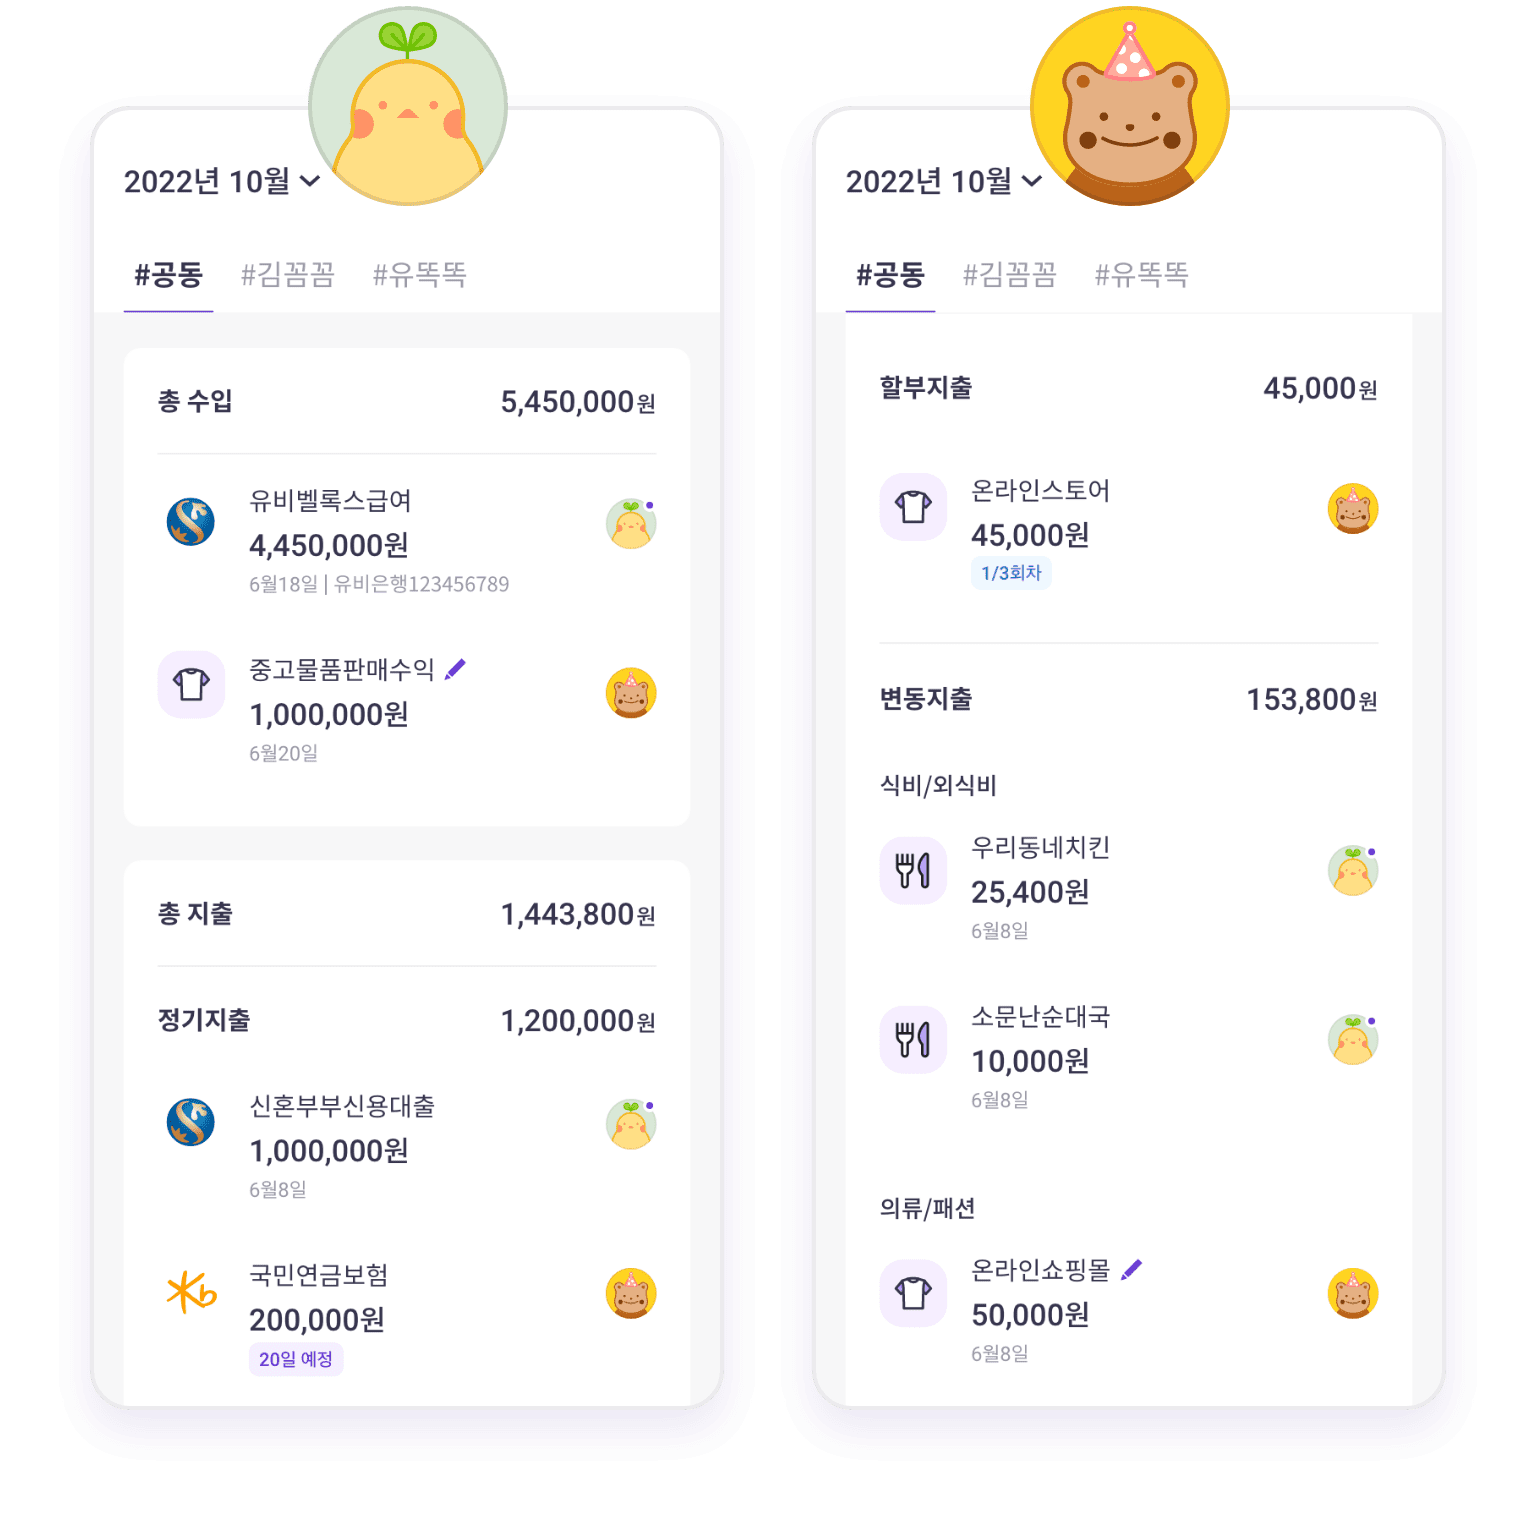 2022년 10월
#공동 #김꼼꼼 #유똑똑
총 수입 5,450,000원
유비벨록스급여
4,450,000원
6월18일 | 유비은행123456789
중고물품판매수익
1,000,000원
6월20일
총 지출 1,443,800원
정기지출 1,200,000원
신혼부부신용대출
1,000,000원
6월8일
국민연금보험
200,000원
20일 예정
2022년 10월
#공동 #김꼼꼼 #유똑똑
할부지출 45,000원
온라인스토어
45,000원
1/3회차
변동지출 153,800원
식비/외식비
우리동네치킨
25,400원
6월8일
소문난순대국
10,000원
6월8일
의류/패션
온라인쇼핑몰
50,000원
6월8일